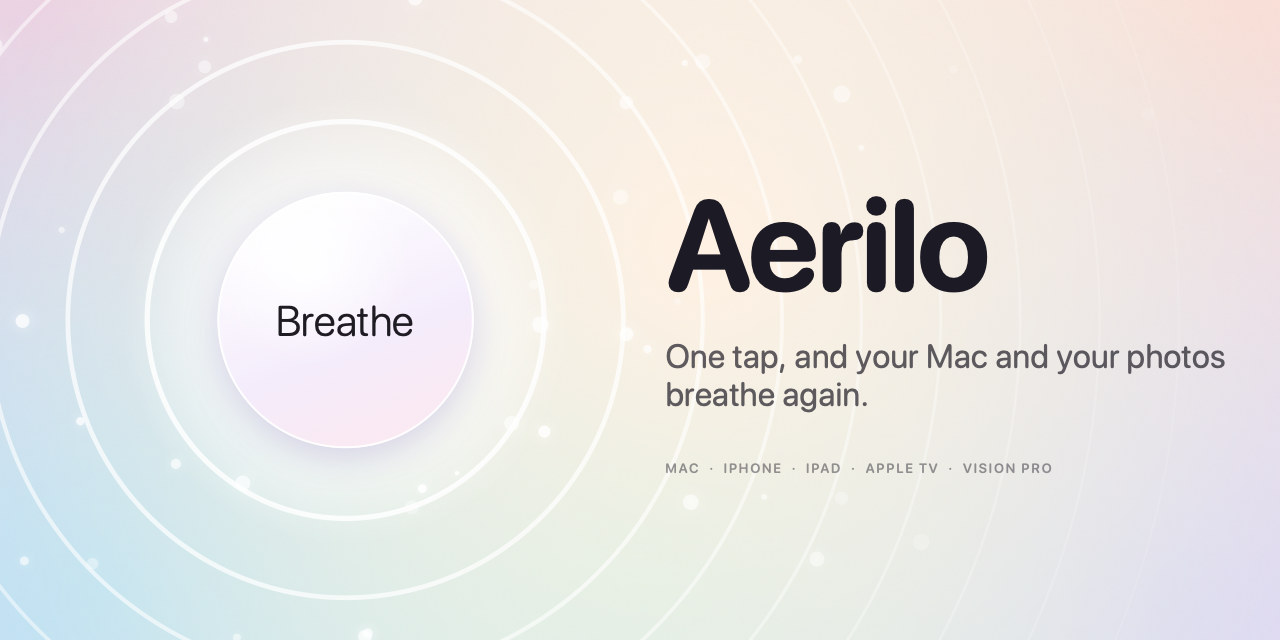 Breathe
Aerilo
One tap, and your Mac and your photos
breathe again.
MAC · IPHONE · IPAD · APPLE TV · VISION PRO